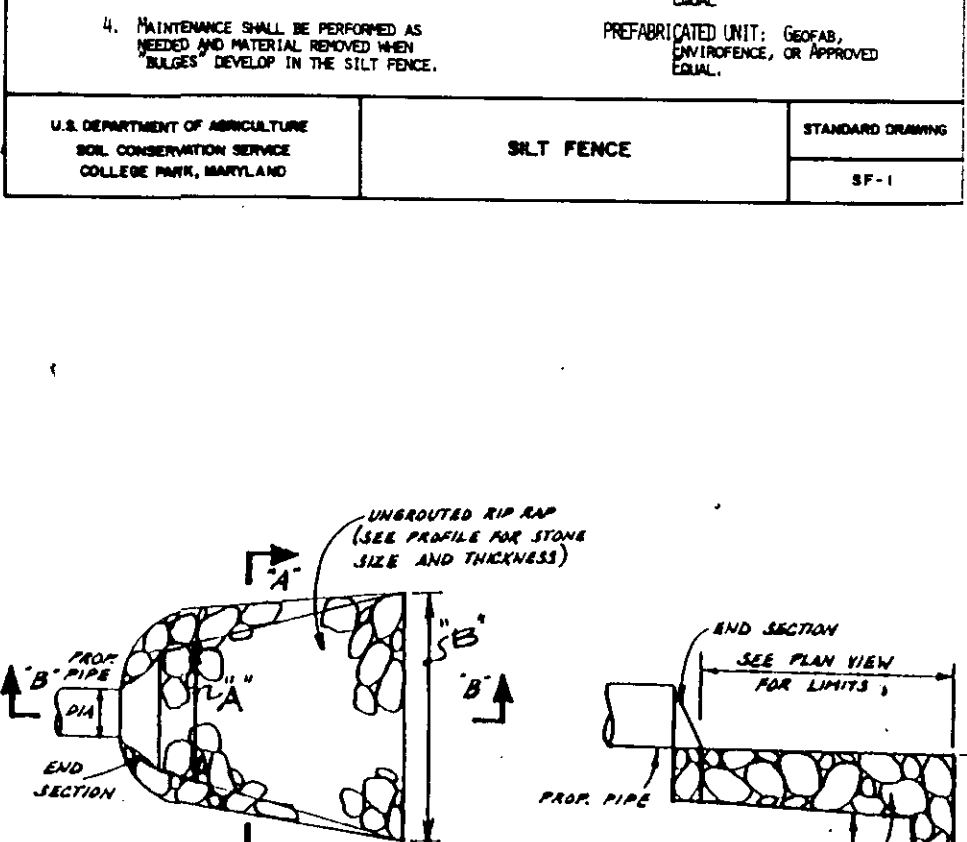 4. MAINTENANCE SHALL BE PERFORMED AS
NEEDED AND MATERIAL REMOVED WHEN
"BULGES" DEVELOP IN THE SILT FENCE.
EQUAL
PREFABRICATED UNIT: GEOFAB,
ENVIROFENCE, OR APPROVED
EQUAL.
U.S. DEPARTMENT OF AGRICULTURE
SOIL CONSERVATION SERVICE
COLLEGE PARK, MARYLAND
SILT FENCE
STANDARD DRAWING
SF-1
UNGROUTED RIP RAP
(SEE PROFILE FOR STONE
SIZE AND THICKNESS)
"A"
"B"
PROP.
PIPE
DIA
"A"
"B"
"B"
END
SECTION
END SECTION
SEE PLAN VIEW
FOR LIMITS
PROP. PIPE